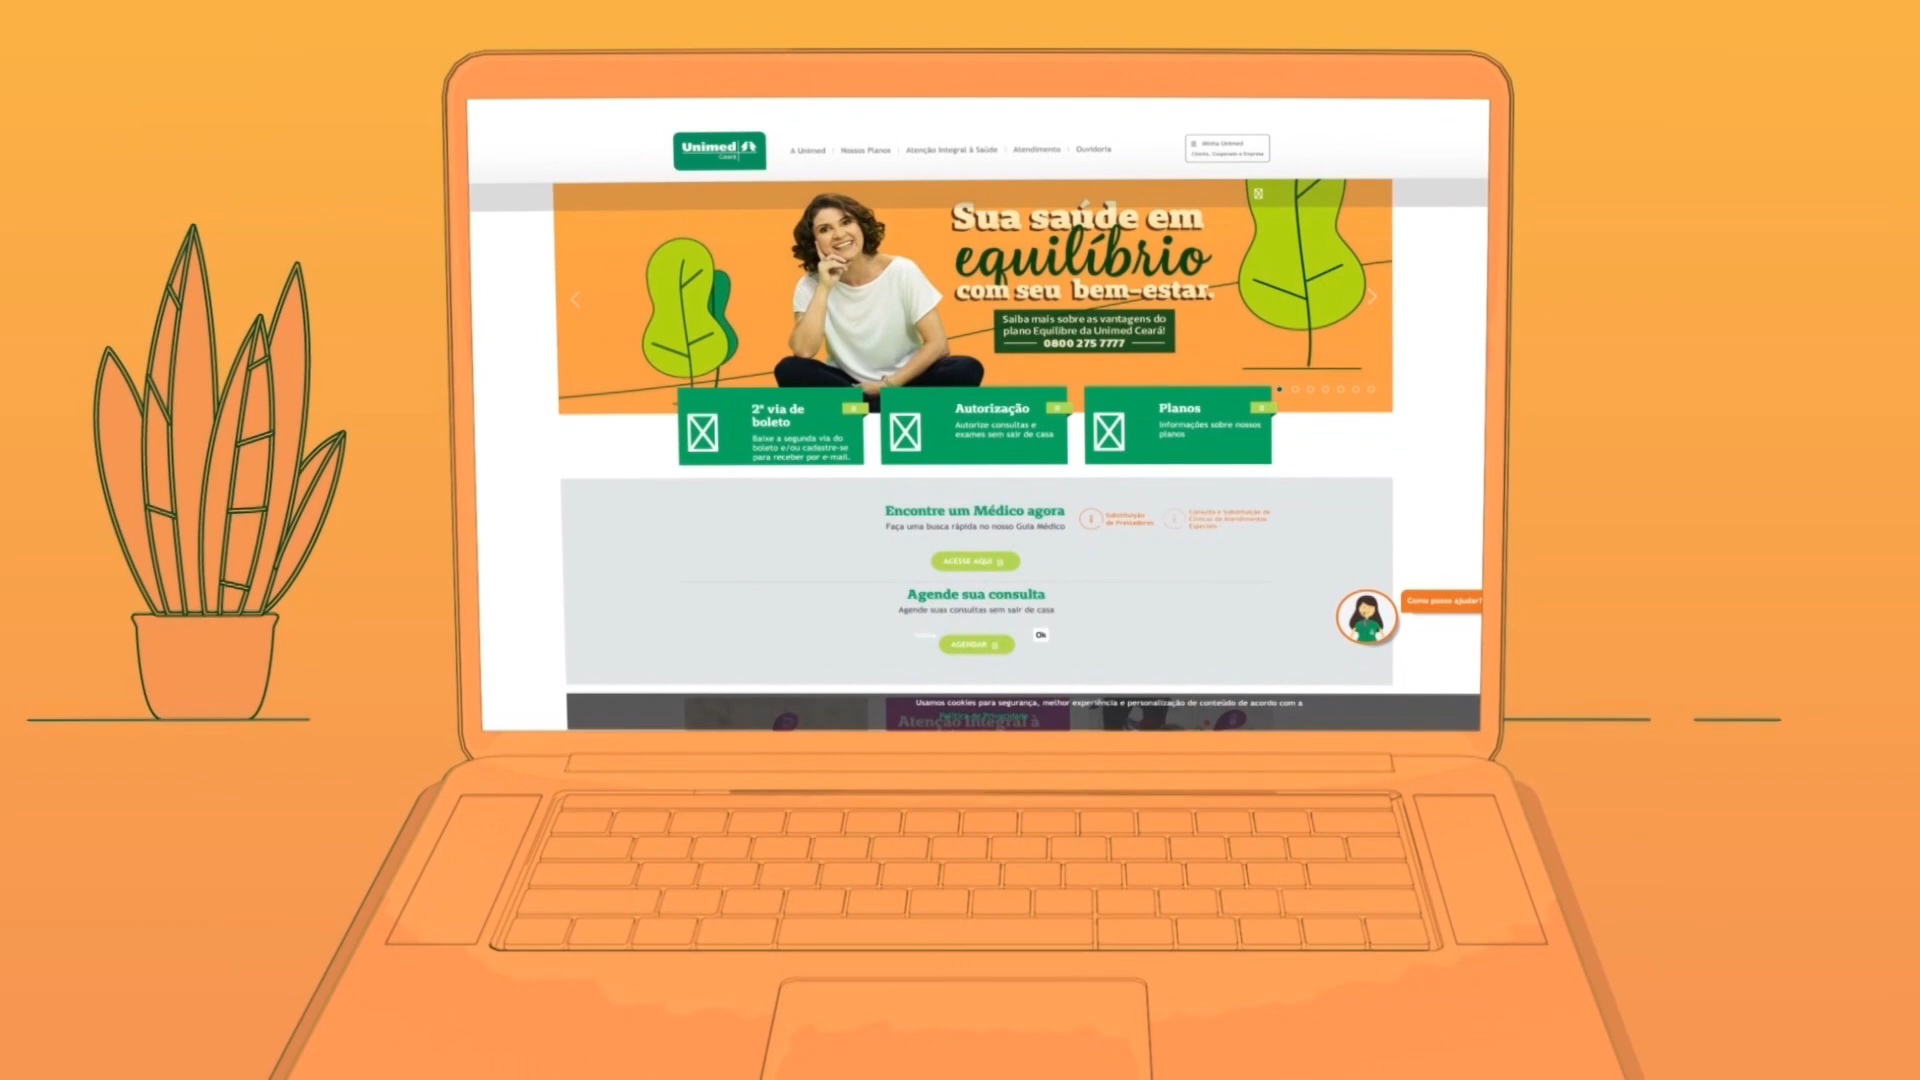 Unimed
Ceará
A Unimed
Nossos Planos
Atenção Integral à Saúde
Atendimento
Ouvidoria
Minha Unimed
Cliente, Cooperado e Empresa
Sua saúde em
equilíbrio
com seu bem-estar.
Saiba mais sobre as vantagens do
plano Equilibre da Unimed Ceará!
0800 275 7777
2ª via de
boleto
Baixe a segunda via do
boleto e/ou cadastre-se
para receber por e-mail.
Autorização
Autorize consultas e
exames sem sair de casa
Planos
Informações sobre nossos
planos
Encontre um Médico agora
Faça uma busca rápida no nosso Guia Médico
Substituição
de Prestadores
Consulta e Substituição de
Clínicas de Atendimentos
Especiais
ACESSE AQUI
Agende sua consulta
Agende suas consultas sem sair de casa
AGENDAR
Ok
Como posso ajudar?
Usamos cookies para segurança, melhor experiência e personalização de conteúdo de acordo com a
Política de Privacidade
Atenção Integral à